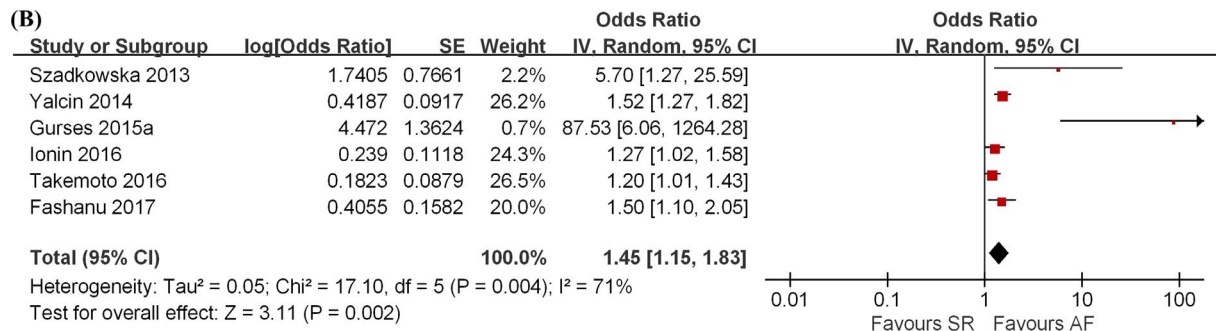 (B)
Odds Ratio Odds Ratio
Study or Subgroup log[Odds Ratio] SE Weight IV, Random, 95% CI IV, Random, 95% CI
Szadkowska 2013 1.7405 0.7661 2.2% 5.70 [1.27, 25.59]
Yalcin 2014 0.4187 0.0917 26.2% 1.52 [1.27, 1.82]
Gurses 2015a 4.472 1.3624 0.7% 87.53 [6.06, 1264.28]
Ionin 2016 0.239 0.1118 24.3% 1.27 [1.02, 1.58]
Takemoto 2016 0.1823 0.0879 26.5% 1.20 [1.01, 1.43]
Fashanu 2017 0.4055 0.1582 20.0% 1.50 [1.10, 2.05]
Total (95% CI) 100.0% 1.45 [1.15, 1.83]
Heterogeneity: Tau² = 0.05; Chi² = 17.10, df = 5 (P = 0.004); I² = 71%
Test for overall effect: Z = 3.11 (P = 0.002)
0.01 0.1 1 10 100
Favours SR Favours AF